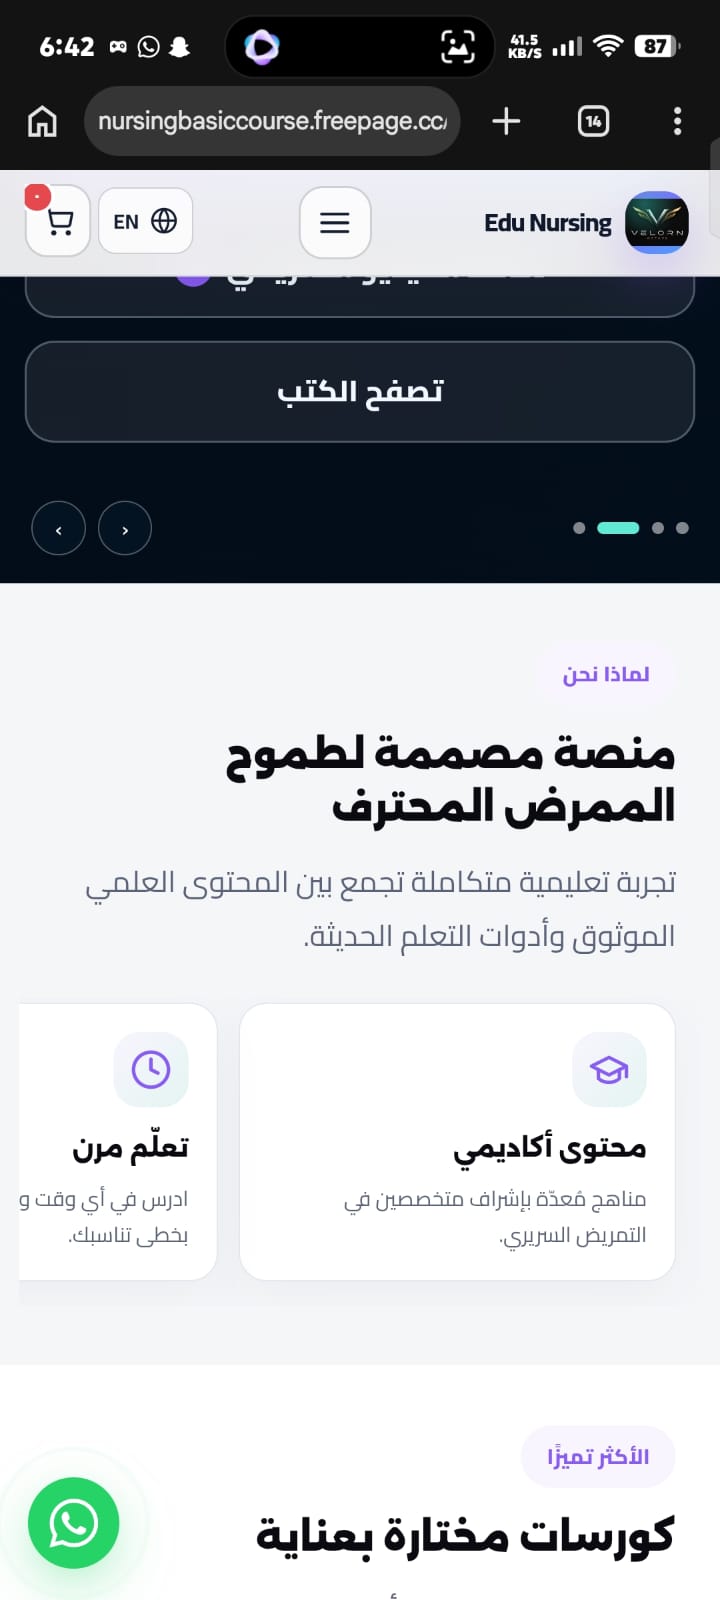 6:42
41.5
KB/S
87
nursingbasiccourse.freepage.cc/
14
EN
Edu Nursing
VELORN
تصفح الكتب
لماذا نحن
منصة مصممة لطموح
الممرض المحترف
تجربة تعليمية متكاملة تجمع بين المحتوى العلمي
الموثوق وأدوات التعلم الحديثة.
محتوى أكاديمي
مناهج مُعدّة بإشراف متخصصين في
التمريض السريري.
تعلّم مرن
ادرس في أي وقت و
بخطى تناسبك.
الأكثر تميزًا
كورسات مختارة بعناية